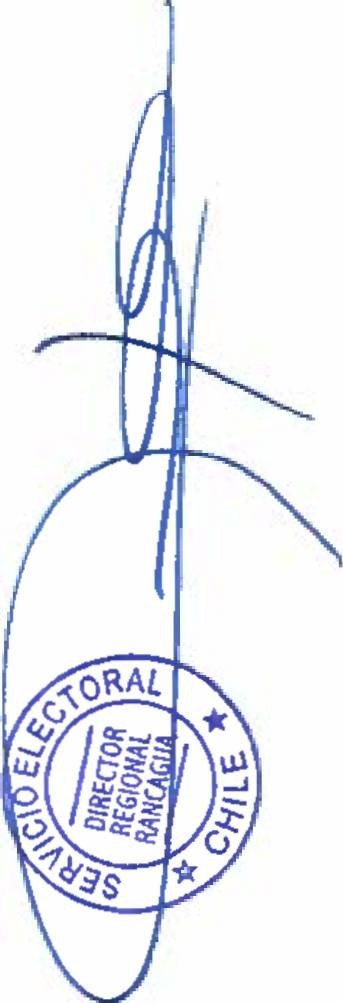 SERVICIO ELECTORAL
★ CHILE ★
DIRECTOR
REGIONAL
RANCAGUA